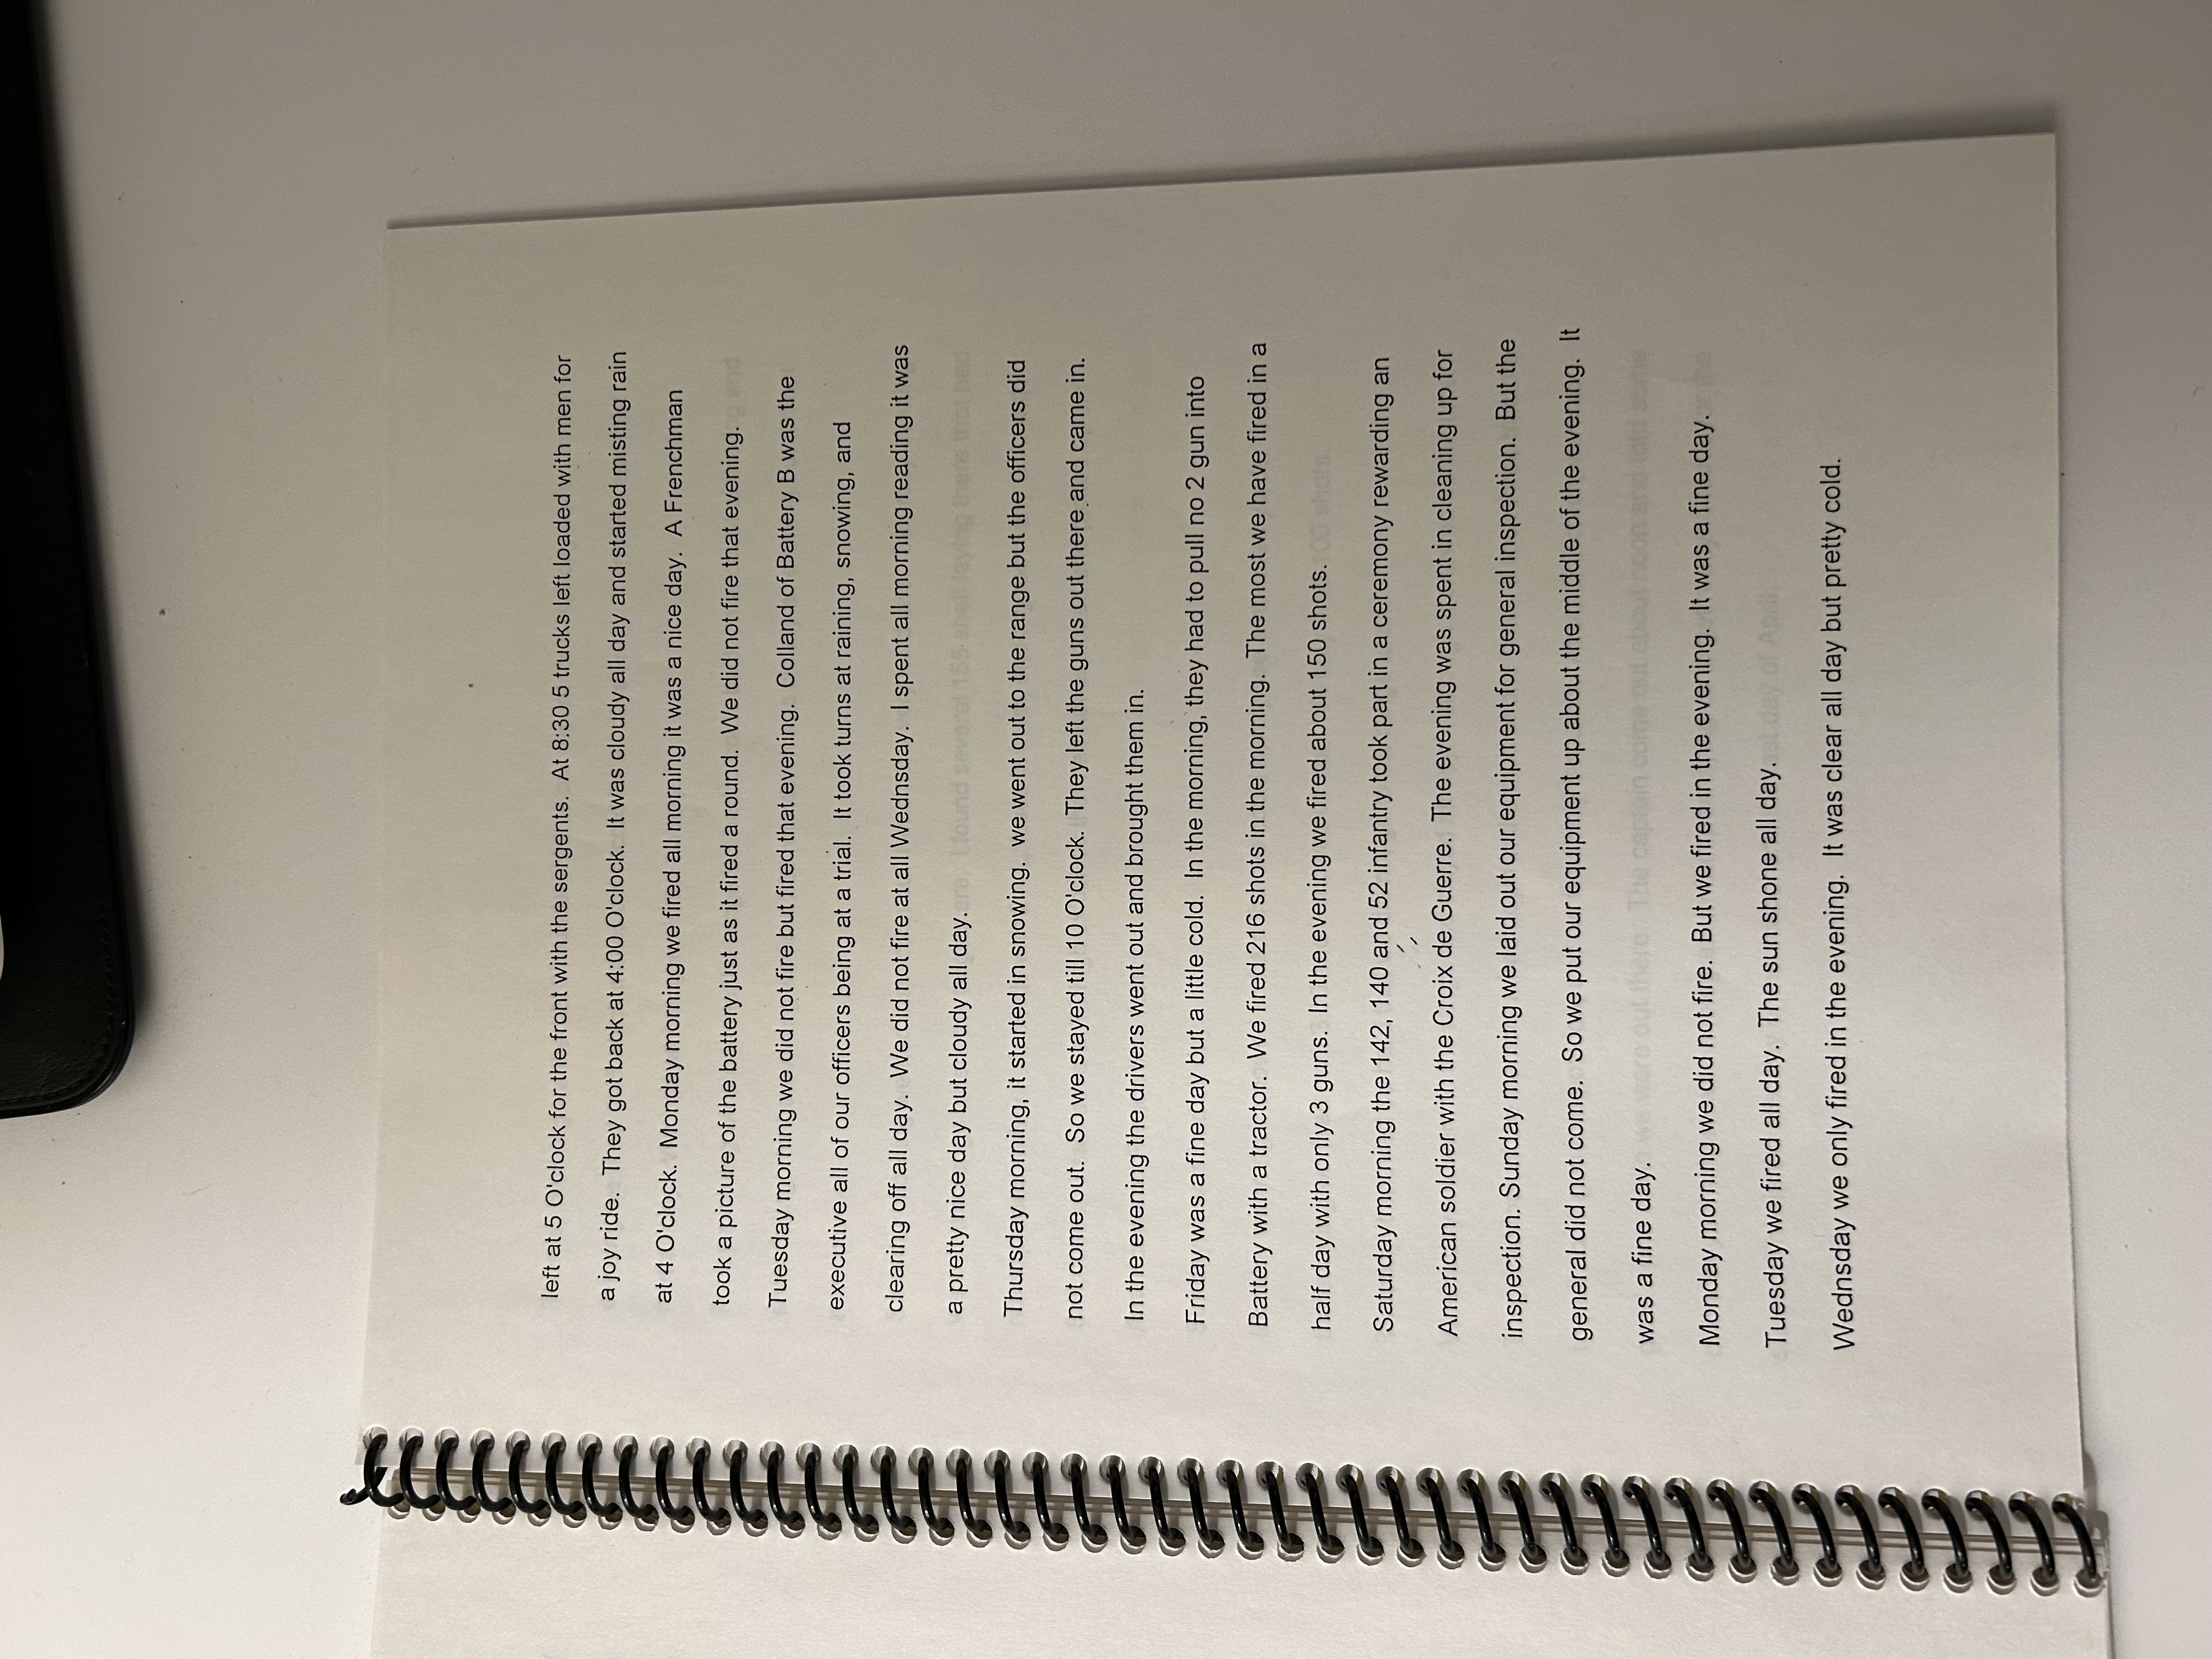 left at 5 O'clock for the front with the sergents.  At 8:30 5 trucks left loaded with men for
a joy ride.  They got back at 4:00 O'clock.  It was cloudy all day and started misting rain
at 4 O'clock.  Monday morning we fired all morning it was a nice day.  A Frenchman
took a picture of the battery just as it fired a round.  We did not fire that evening.
Tuesday morning we did not fire but fired that evening.  Colland of Battery B was the
executive all of our officers being at a trial.  It took turns at raining, snowing, and
clearing off all day.  We did not fire at all Wednsday.  I spent all morning reading it was
a pretty nice day but cloudy all day.
Thursday morning, it started in snowing.  we went out to the range but the officers did
not come out.  So we stayed till 10 O'clock.  They left the guns out there and came in.
In the evening the drivers went out and brought them in.
Friday was a fine day but a little cold.  In the morning, they had to pull no 2 gun into
Battery with a tractor.  We fired 216 shots in the morning.  The most we have fired in a
half day with only 3 guns.  In the evening we fired about 150 shots.
Saturday morning the 142, 140 and 52 infantry took part in a ceremony rewarding an
American soldier with the Croix de Guerre.  The evening was spent in cleaning up for
inspection. Sunday morning we laid out our equipment for general inspection.  But the
general did not come.  So we put our equipment up about the middle of the evening.  It
was a fine day.
Monday morning we did not fire.  But we fired in the evening.  It was a fine day.
Tuesday we fired all day.  The sun shone all day.
Wednsday we only fired in the evening.  It was clear all day but pretty cold.